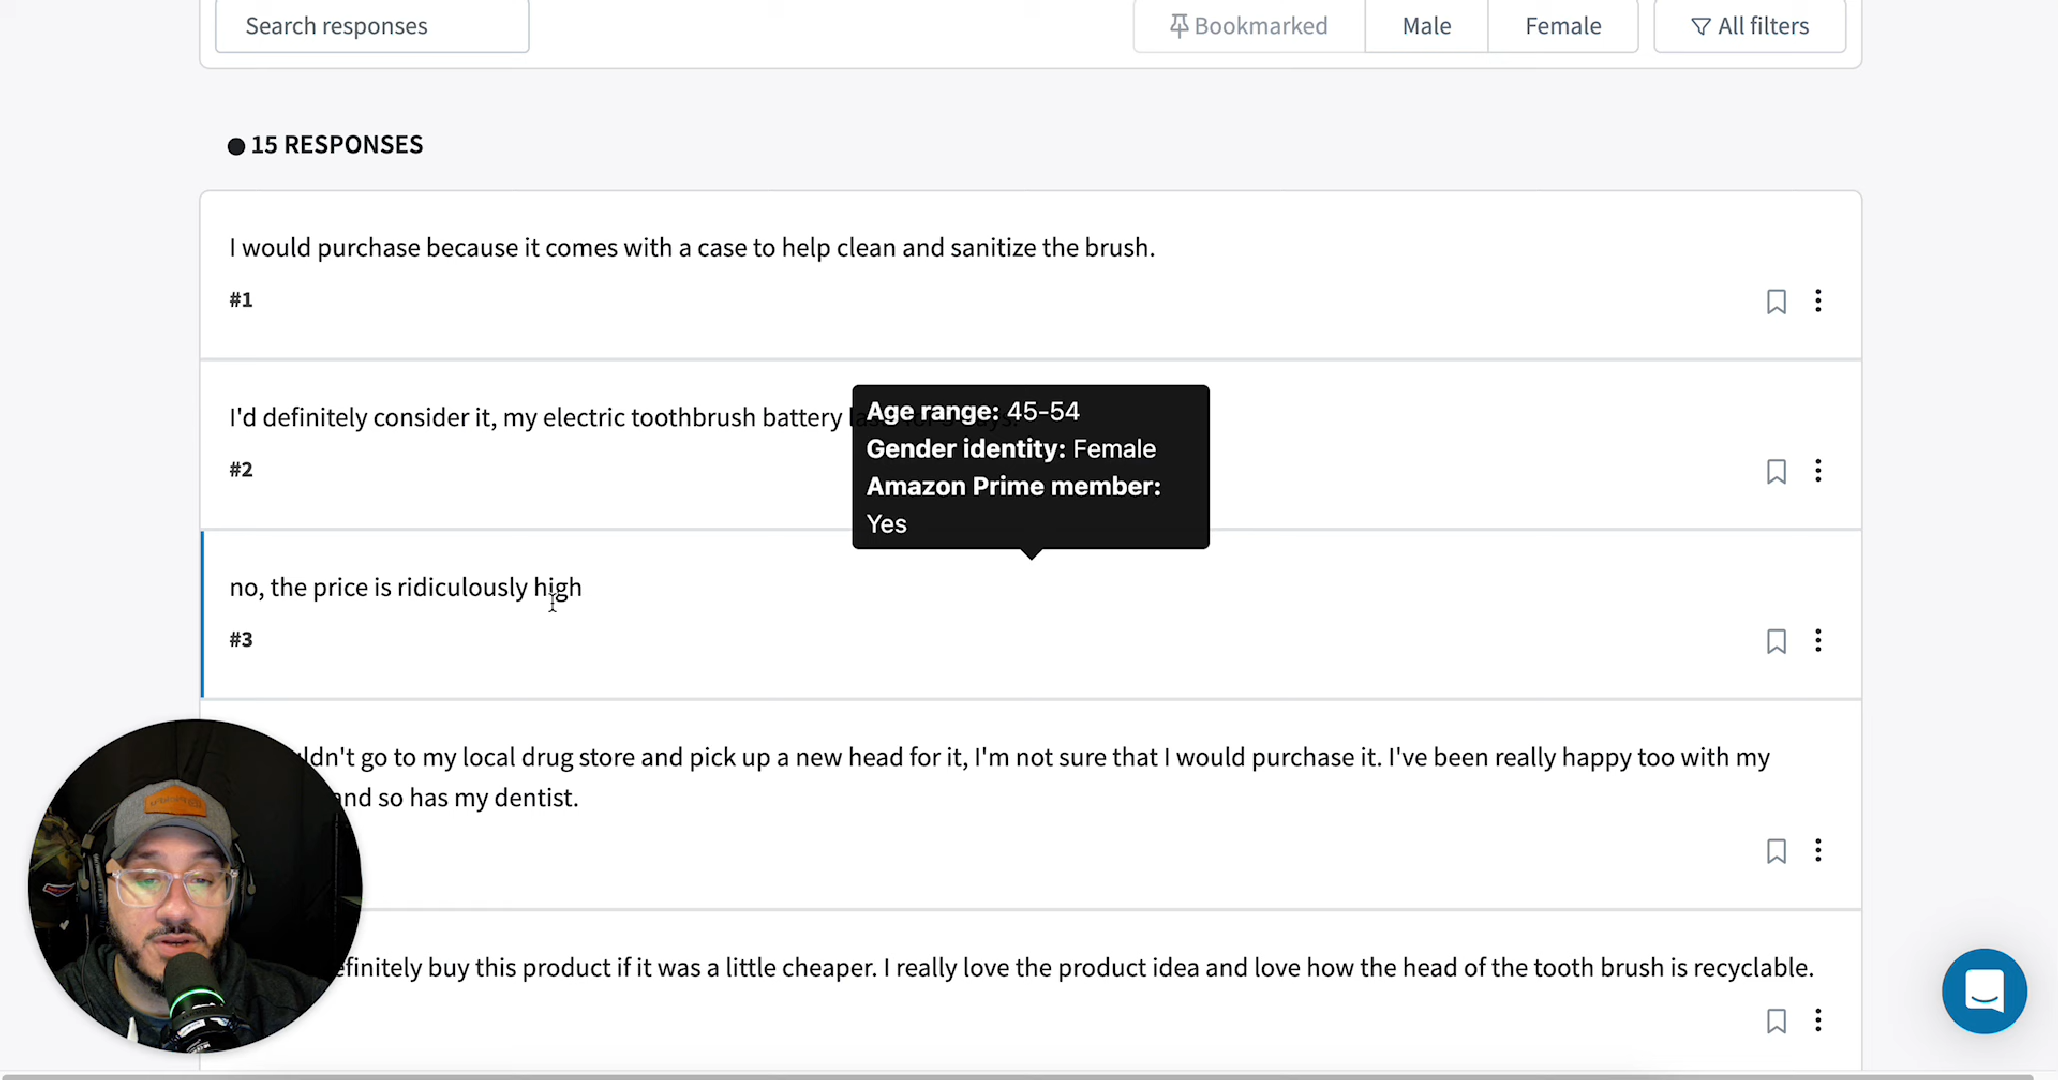 Search responses
Bookmarked
Male
Female
All filters
15 RESPONSES
I would purchase because it comes with a case to help clean and sanitize the brush.
#1
I'd definitely consider it, my electric toothbrush battery
#2
Age range: 45-54
Gender identity: Female
Amazon Prime member:
Yes
no, the price is ridiculously high
#3
ldn't go to my local drug store and pick up a new head for it, I'm not sure that I would purchase it. I've been really happy too with my
and so has my dentist.
efinitely buy this product if it was a little cheaper. I really love the product idea and love how the head of the tooth brush is recyclable.